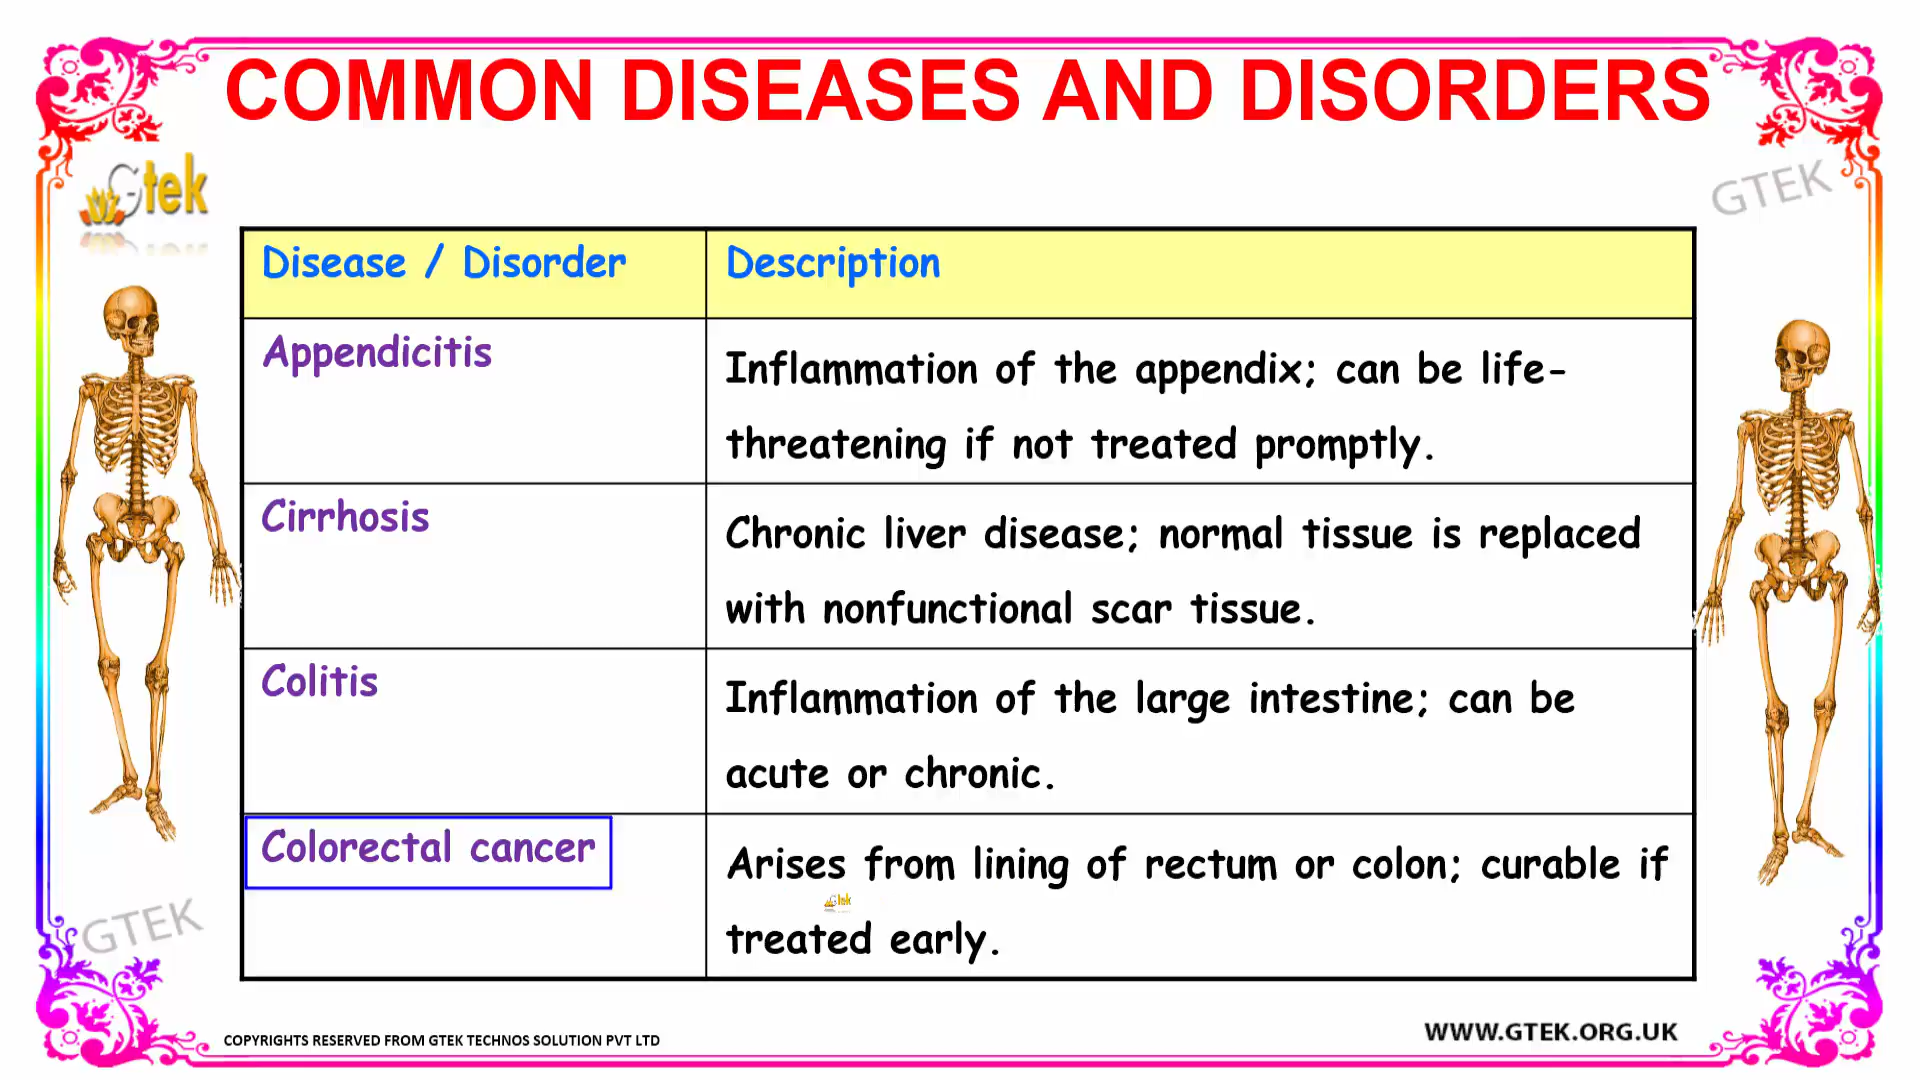 COMMON DISEASES AND DISORDERS
Gtek
GTEK
Disease / Disorder
Description
Appendicitis
Inflammation of the appendix; can be life-
threatening if not treated promptly.
Cirrhosis
Chronic liver disease; normal tissue is replaced
with nonfunctional scar tissue.
Colitis
Inflammation of the large intestine; can be
acute or chronic.
Colorectal cancer
Arises from lining of rectum or colon; curable if
Gtek
treated early.
GTEK
COPYRIGHTS RESERVED FROM GTEK TECHNOS SOLUTION PVT LTD
WWW.GTEK.ORG.UK